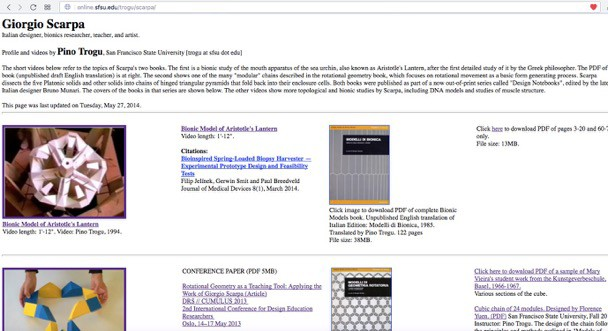 online.sfsu.edu/trogu/scarpa/
Giorgio Scarpa
Italian designer, bionics researcher, teacher, and artist.
Profile and videos by Pino Trogu, San Francisco State University [trogu at sfsu dot edu]
The short videos below refer to the topics of Scarpa's two books. The first is a bionic study of the mouth apparatus of the sea urchin, also known as Aristotle's Lantern, after the first detailed study of it by the Greek philosopher. The PDF of
book (unpublished draft English translation) is at right. The second shows one of the many "modular" chains described in the rotational geometry book, which focuses on rotational movement as a basic form generating process. Scarpa
dissects the five Platonic solids and other solids into chains of hinged triangular pyramids that fold back into one-of-their enclosure cells. Both books were published as part of a now out-of-print series called "Design Notebooks", edited by the late
Italian designer Bruno Munari. The covers of the books in that series are shown below. The other videos show more topological and bionic studies by Scarpa, including DNA models and studies of muscle structure.
This page was last updated on Tuesday, May 27, 2014.
Bionic Model of Aristotle's Lantern
Video length: 1'-12".
Citations:
Bioinspired Spring-Loaded Biopsy Harvester —
Experimental Prototype Design and Feasibility
Tests
Filip Jelínek, Gerwin Smit and Paul Breedveld
Journal of Medical Devices 8(1), March 2014.
MODELLI DI BIONICA
Click here to download PDF of pages 3-20 and 60-7
only.
File size: 13MB.
Click image to download PDF of complete Bionic
Models book. Unpublished English translation of
Italian Edition: Modelli di Bionica, 1985.
Translated by Pino Trogu. 122 pages
File size: 38MB.
Bionic Model of Aristotle's Lantern
Video length: 1'-12". Video: Pino Trogu, 1994.
CONFERENCE PAPER (PDF 5MB)
Rotational Geometry as a Teaching Tool: Applying the
Work of Giorgio Scarpa (Article)
DRS // CUMULUS 2013
2nd International Conference for Design Education
Researchers
Oslo, 14–17 May 2013
MODELLI DI
GEOMETRIA ROTATORIA
Click here to download PDF of a sample of Mary
Vieira's student work from the Kunstgewerbeschule,
Basel, 1966-1967.
Various sections of the cube.
Cubic chain of 24 modules. Designed by Florence
Yuen. (PDF) San Francisco State University, Fall 20
Instructor: Pino Trogu. The design of the chain follo